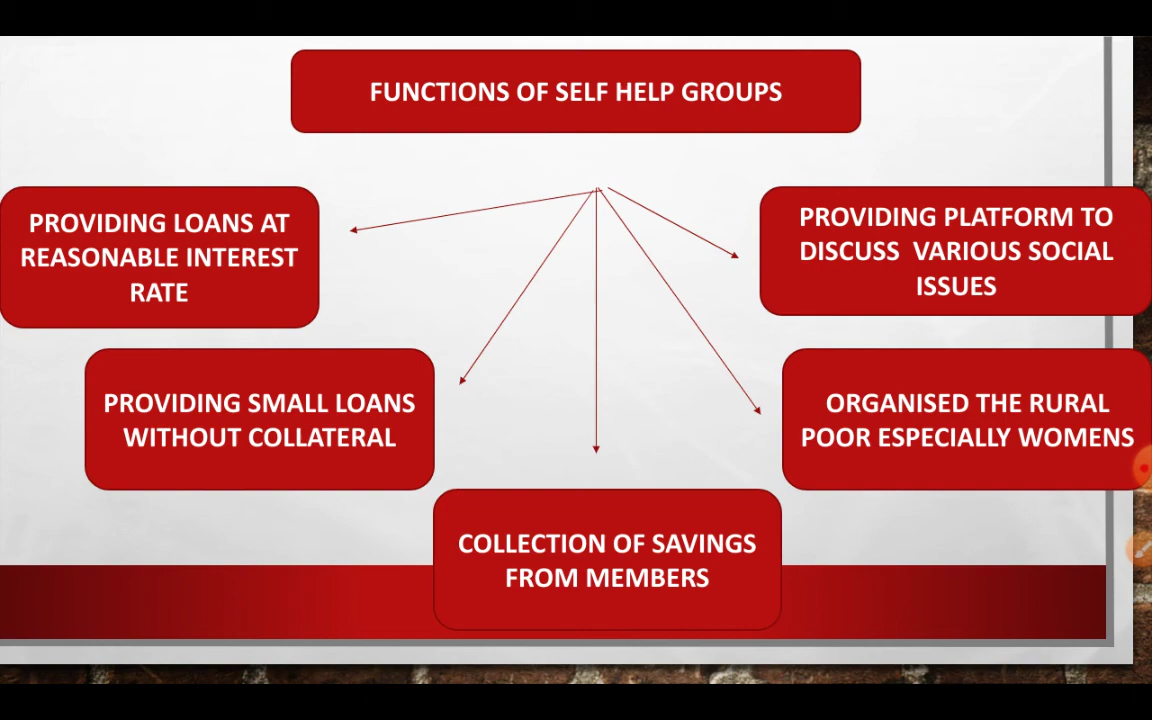 FUNCTIONS OF SELF HELP GROUPS
PROVIDING LOANS AT
REASONABLE INTEREST
RATE
PROVIDING PLATFORM TO
DISCUSS VARIOUS SOCIAL
ISSUES
PROVIDING SMALL LOANS
WITHOUT COLLATERAL
ORGANISED THE RURAL
POOR ESPECIALLY WOMENS
COLLECTION OF SAVINGS
FROM MEMBERS